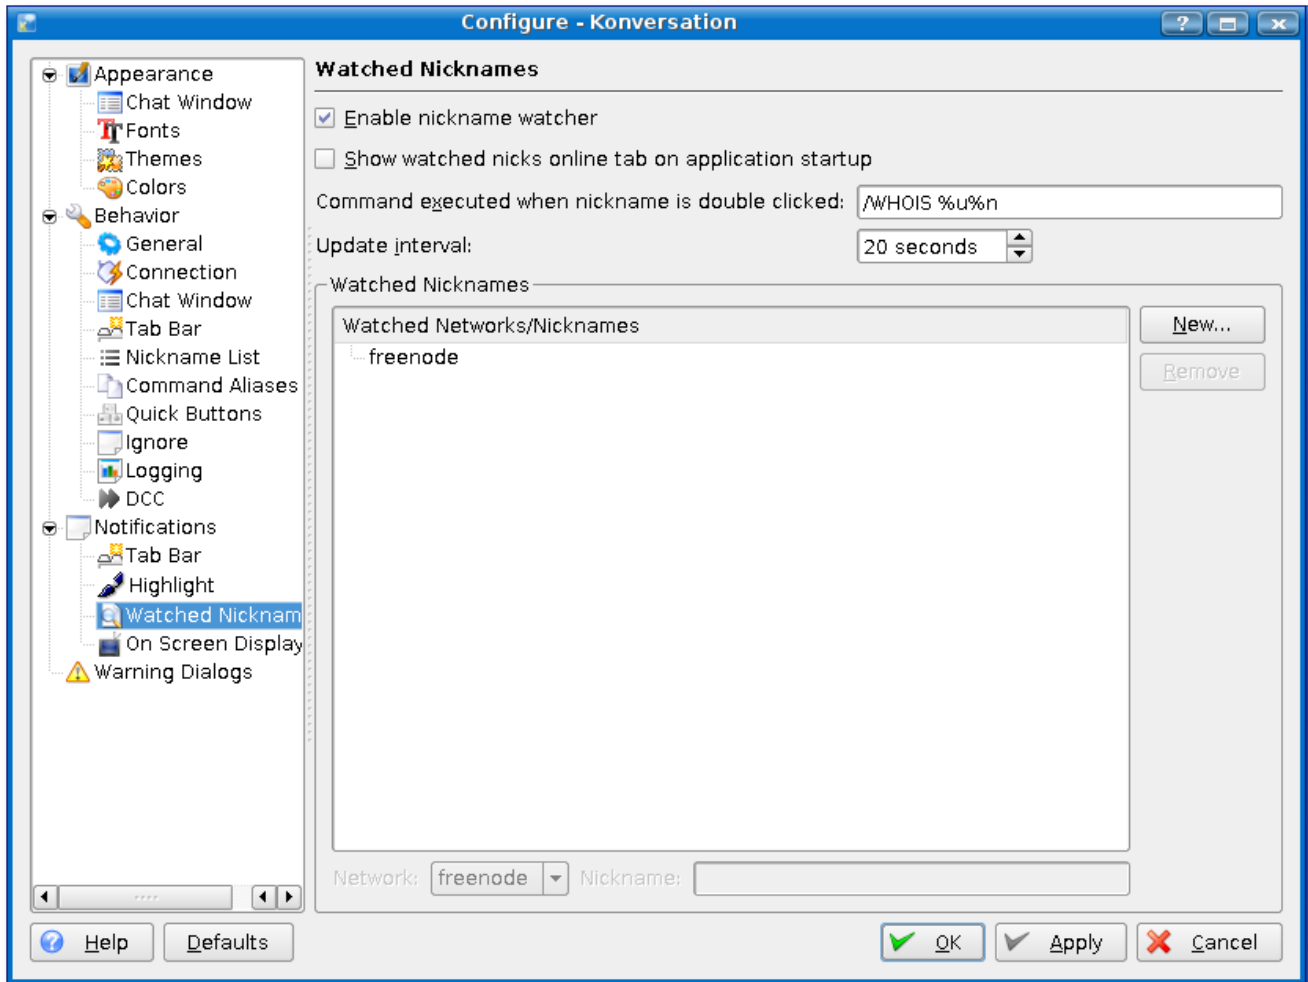 Configure - Konversation
Appearance
Chat Window
Fonts
Themes
Colors
Behavior
General
Connection
Chat Window
Tab Bar
Nickname List
Command Aliases
Quick Buttons
Ignore
Logging
DCC
Notifications
Tab Bar
Highlight
Watched Nicknam
On Screen Display
Warning Dialogs
Watched Nicknames
Enable nickname watcher
Show watched nicks online tab on application startup
Command executed when nickname is double clicked: /WHOIS %u%n
Update interval: 20 seconds
Watched Nicknames
Watched Networks/Nicknames
freenode
New...
Remove
Network: freenode Nickname:
Help Defaults OK Apply Cancel